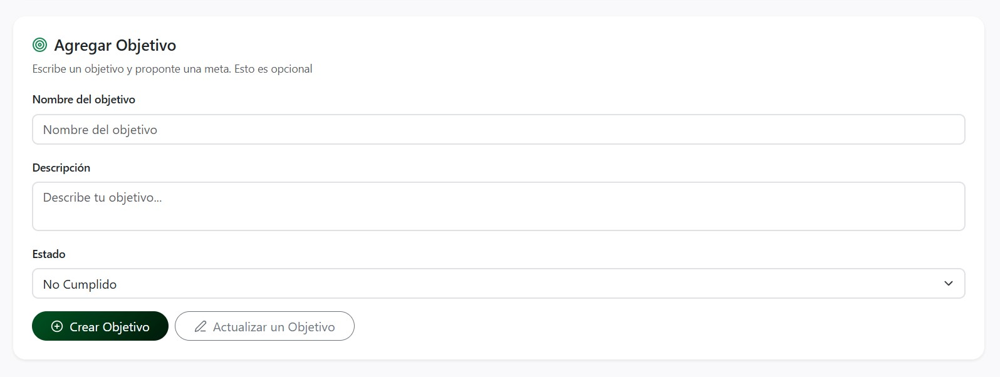 Agregar Objetivo
Escribe un objetivo y proponte una meta. Esto es opcional
Nombre del objetivo
Nombre del objetivo
Descripción
Describe tu objetivo...
Estado
No Cumplido
Crear Objetivo
Actualizar un Objetivo